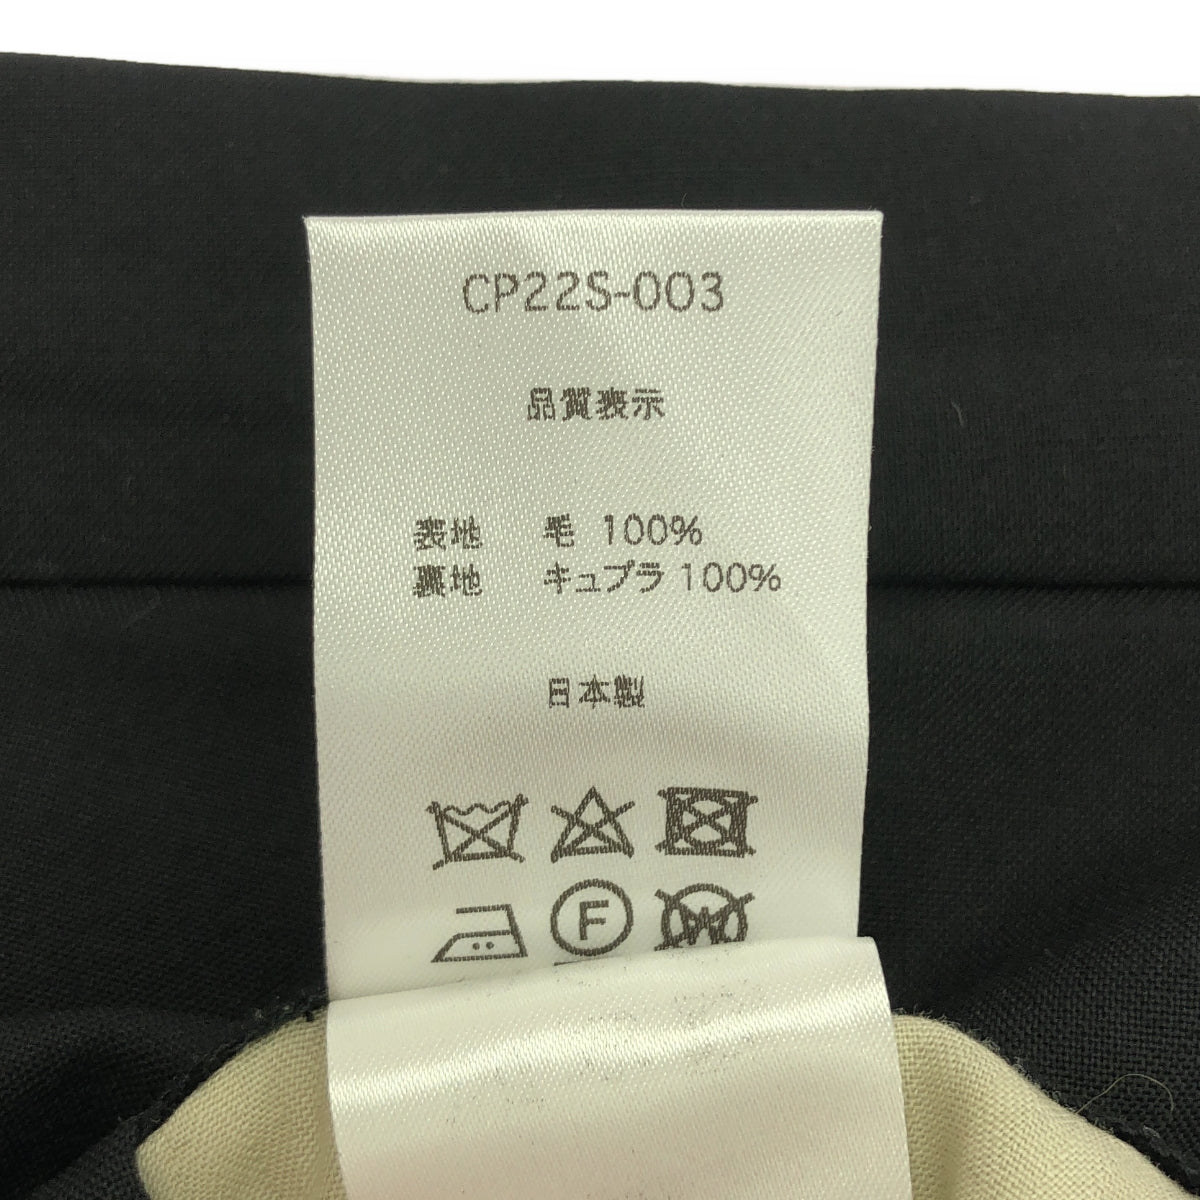 CP22S-003
品質表示
表地 毛 100%
裏地 キュプラ 100%
日本製
F W